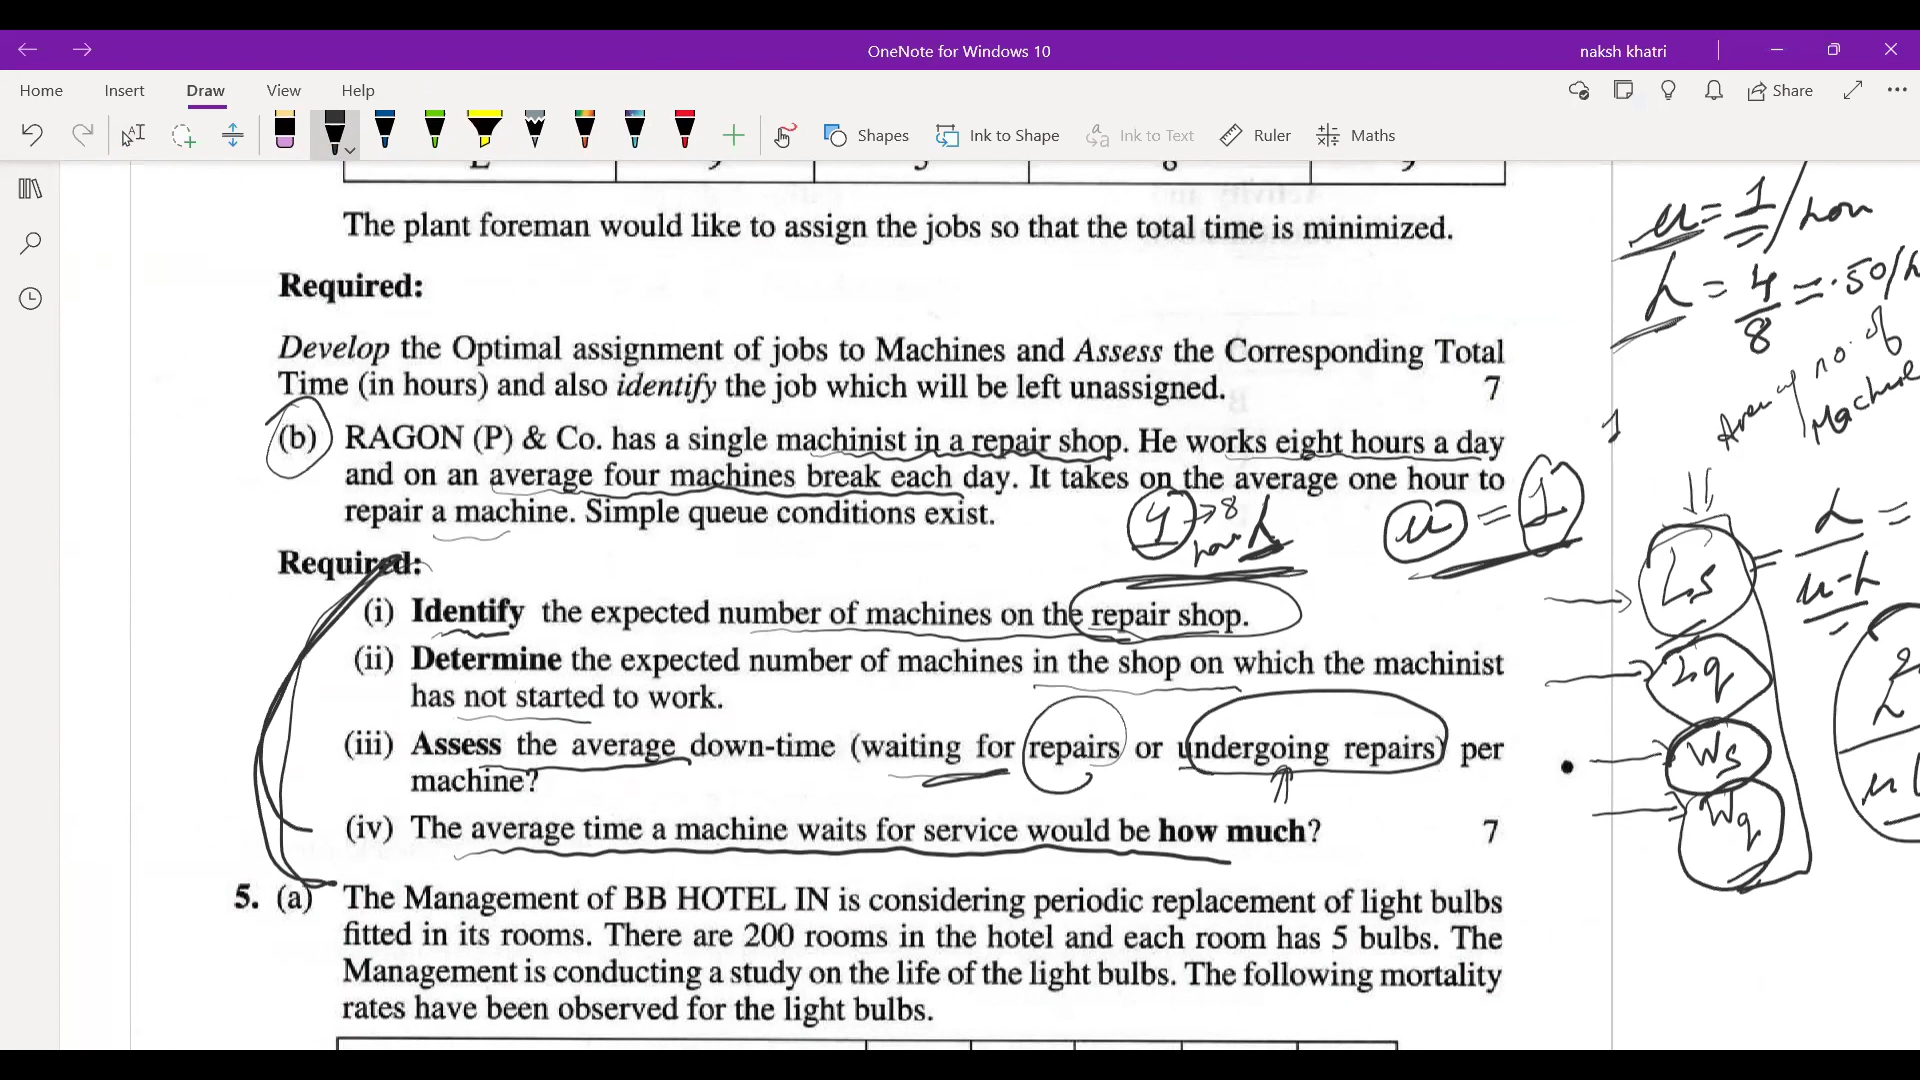 OneNote for Windows 10
naksh khatri
Home Insert Draw View Help
Share
Shapes Ink to Shape Ink to Text Ruler Maths
The plant foreman would like to assign the jobs so that the total time is minimized.
Required:
Develop the Optimal assignment of jobs to Machines and Assess the Corresponding Total
Time (in hours) and also identify the job which will be left unassigned. 7
(b) RAGON (P) & Co. has a single machinist in a repair shop. He works eight hours a day
and on an average four machines break each day. It takes on the average one hour to
repair a machine. Simple queue conditions exist.
Required:
(i) Identify the expected number of machines on the repair shop.
(ii) Determine the expected number of machines in the shop on which the machinist
has not started to work.
(iii) Assess the average down-time (waiting for repairs or undergoing repairs) per
machine?
(iv) The average time a machine waits for service would be how much? 7
5. (a) The Management of BB HOTEL IN is considering periodic replacement of light bulbs
fitted in its rooms. There are 200 rooms in the hotel and each room has 5 bulbs. The
Management is conducting a study on the life of the light bulbs. The following mortality
rates have been observed for the light bulbs.
u = 1/hour
4/8 = .50/h
no. of
Machine
u = 1
Ls
Lq
Ws
Wq